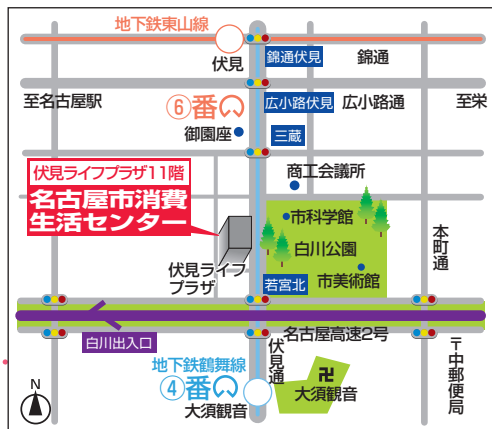 地下鉄東山線
伏見
錦通伏見
錦通
至名古屋駅
⑥番
広小路伏見
広小路通
至栄
御園座
三蔵
伏見ライフプラザ11階
名古屋市消費
生活センター
商工会議所
市科学館
白川公園
市美術館
本町通
伏見ライフ
プラザ
若宮北
白川出入口
名古屋高速2号
伏見通
地下鉄鶴舞線
④番
大須観音
卍
大須観音
〒中郵便局
N